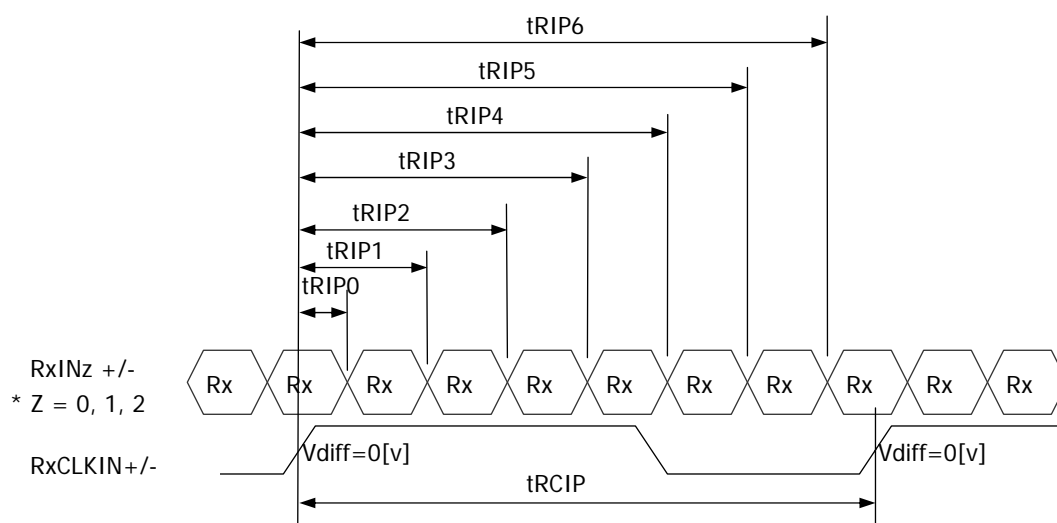 tRIP6
tRIP5
tRIP4
tRIP3
tRIP2
tRIP1
tRIP0
RxINz +/-
* Z = 0, 1, 2
Rx Rx Rx Rx Rx Rx Rx Rx Rx Rx Rx
RxCLKIN+/-
Vdiff=0[v] Vdiff=0[v]
tRCIP